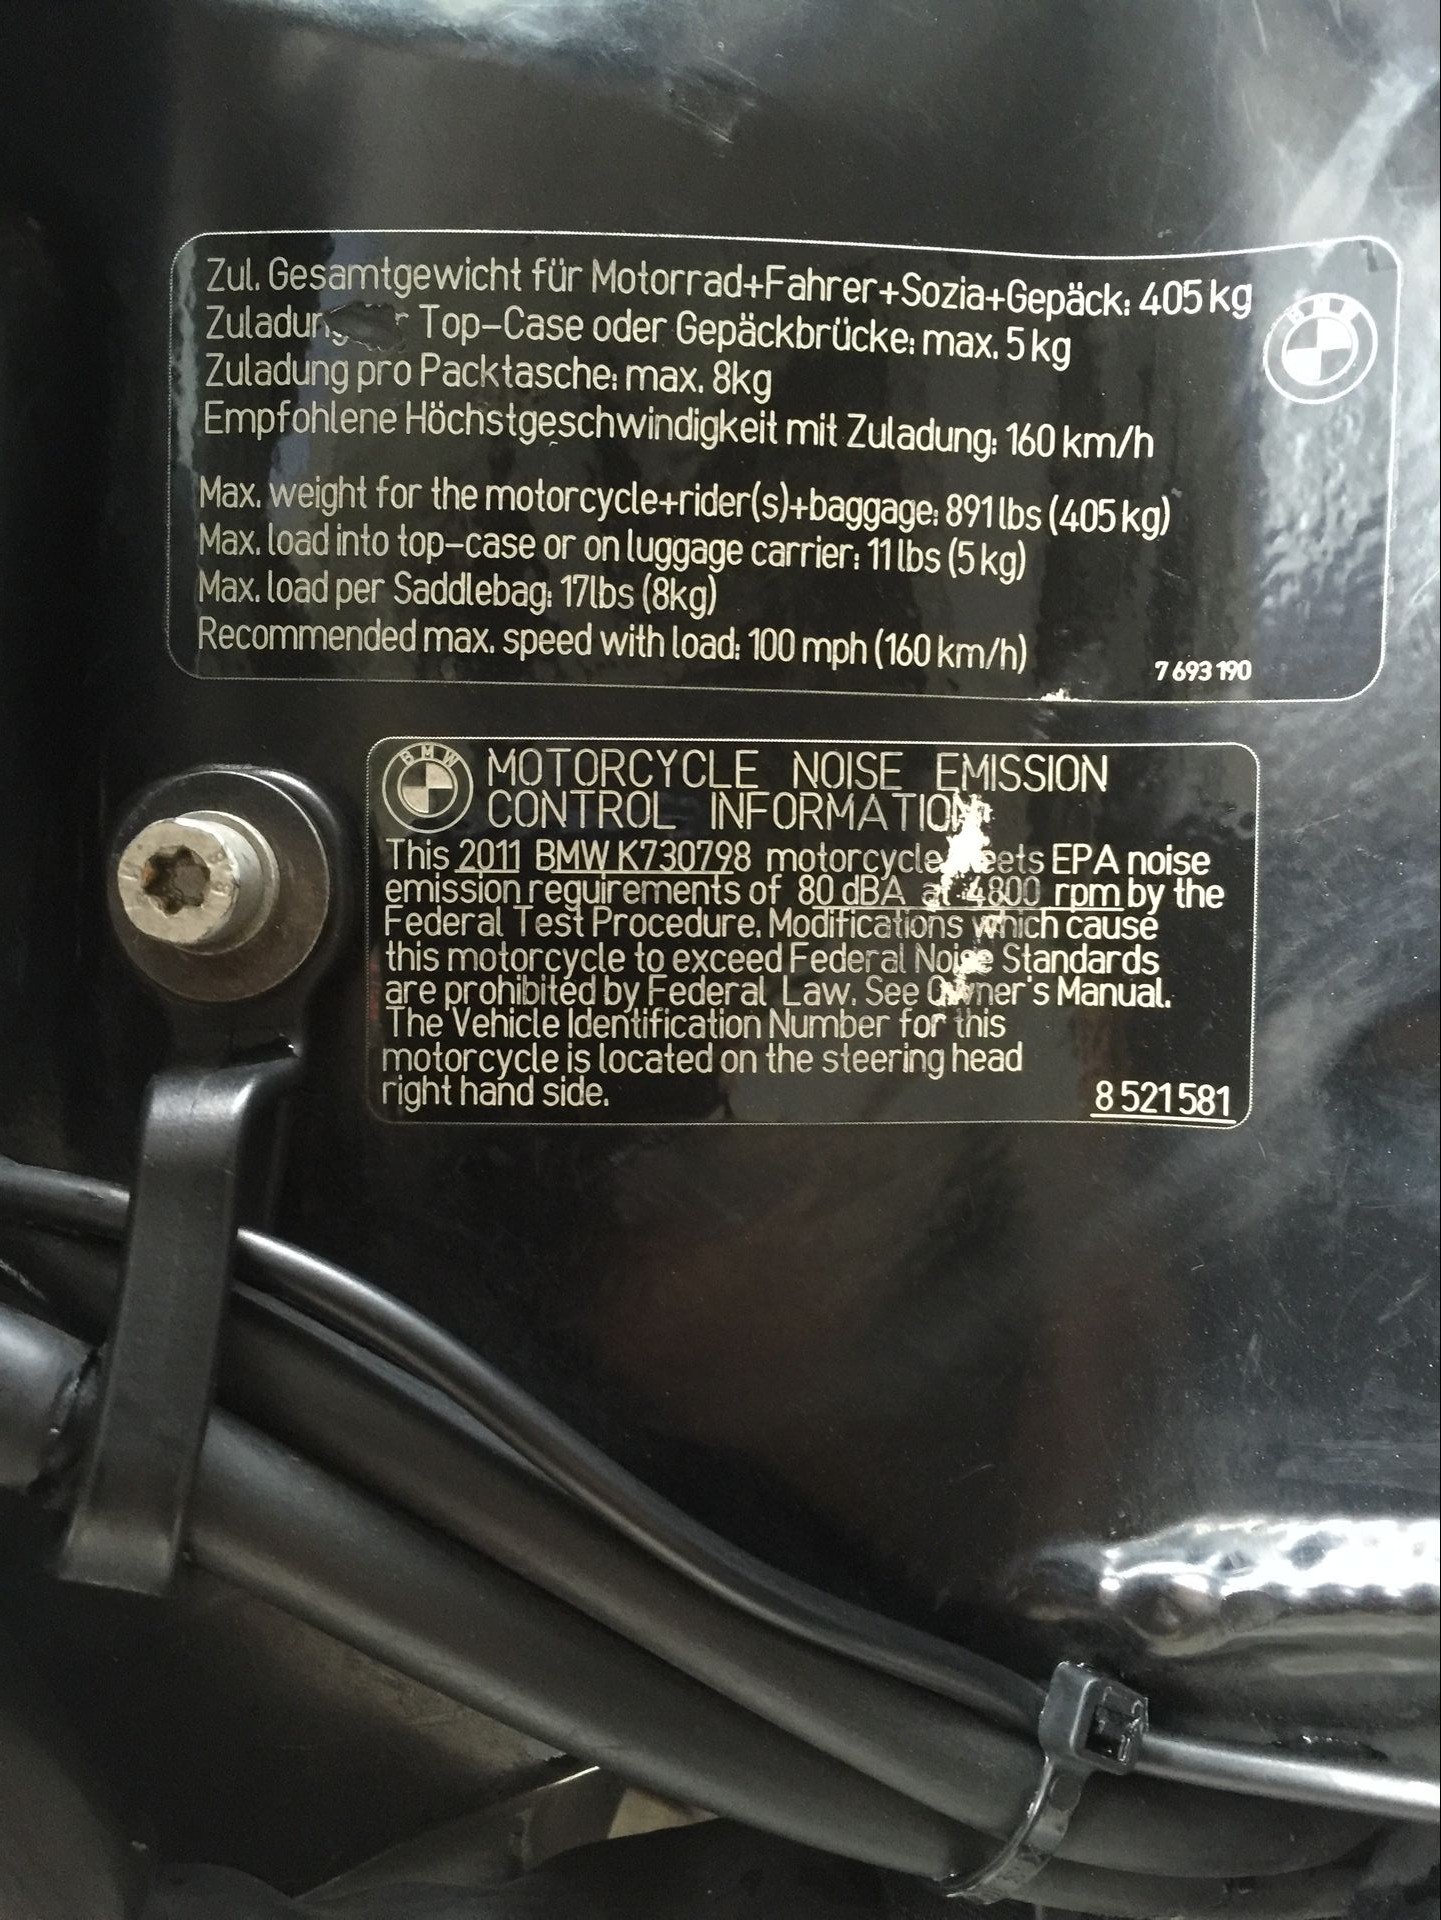 Zul. Gesamtgewicht für Motorrad+Fahrer+Sozia+Gepäck: 405 kg
Top-Case oder Gepäckbrücke: max. 5 kg
Zuladung pro Packtasche: max. 8kg
Empfohlene Höchstgeschwindigkeit mit Zuladung: 160 km/h
BMW
Max. weight for the motorcycle+rider(s)+baggage: 891 lbs (405 kg)
Max. load into top-case or on luggage carrier: 11 lbs (5 kg)
Max. load per Saddlebag: 17lbs (8kg)
Recommended max. speed with load: 100 mph (160 km/h)
7 693 190
BMW
MOTORCYCLE NOISE EMISSION
CONTROL INFORMATION
This 2011 BMW K730798 motorcycle meets EPA noise
emission requirements of 80 dBA at 4800 rpm by the
Federal Test Procedure. Modifications which cause
this motorcycle to exceed Federal Noise Standards
are prohibited by Federal Law. See Owner's Manual.
The Vehicle Identification Number for this
motorcycle is located on the steering head
right hand side.
8 521 581